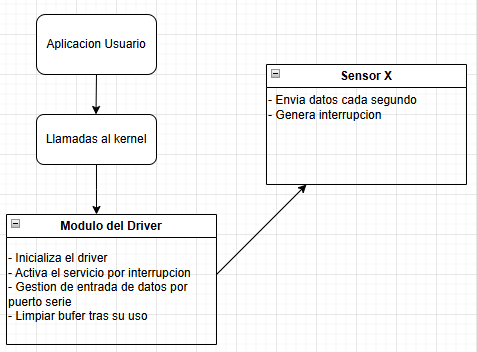 Aplicacion Usuario
Llamadas al kernel
Modulo del Driver
- Inicializa el driver
- Activa el servicio por interrupcion
- Gestion de entrada de datos por
puerto serie
- Limpiar bufer tras su uso
Sensor X
- Envia datos cada segundo
- Genera interrupcion